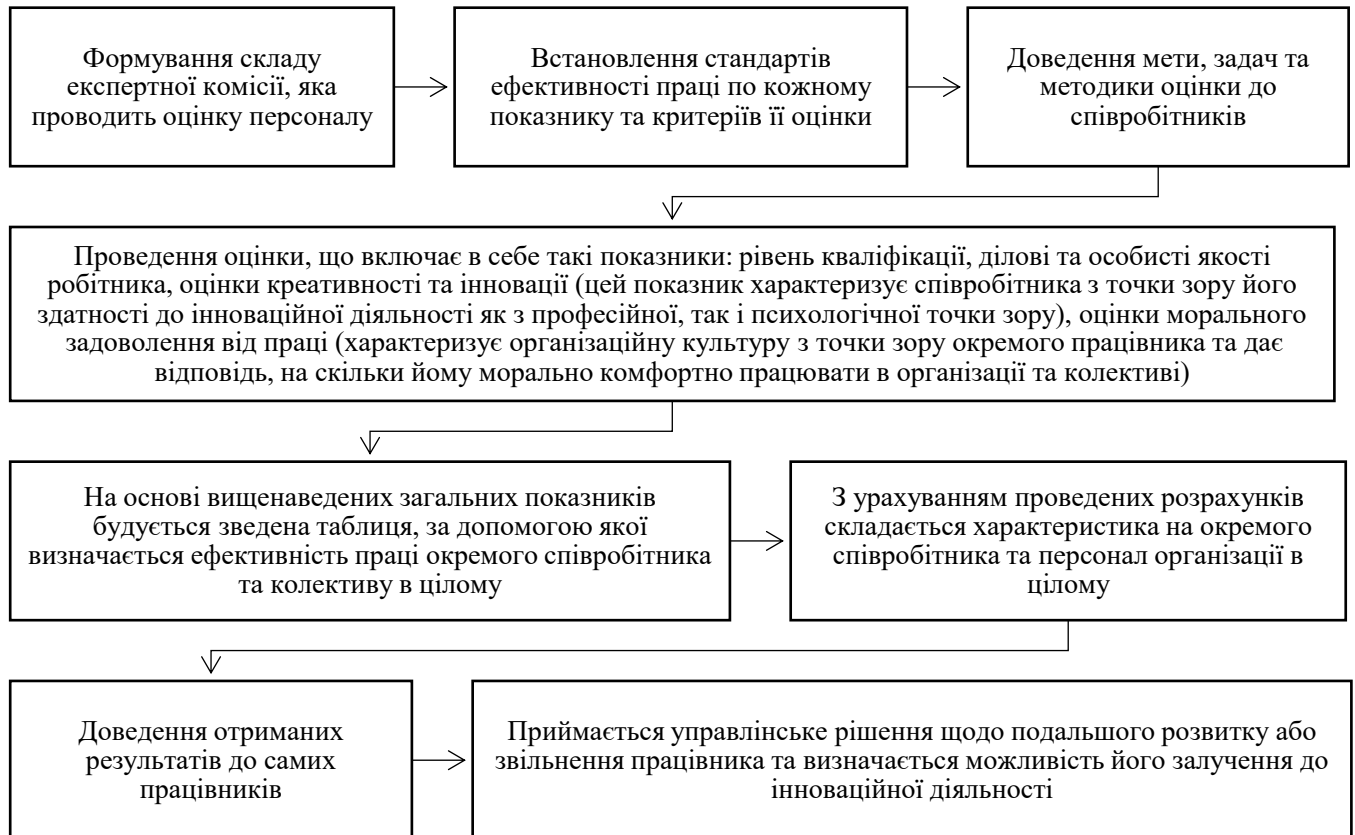 Формування складу
експертної комісії, яка
проводить оцінку персоналу
Встановлення стандартів
ефективності праці по кожному
показнику та критеріїв її оцінки
Доведення мети, задач та
методики оцінки до
співробітників
Проведення оцінки, що включає в себе такі показники: рівень кваліфікації, ділові та особисті якості
робітника, оцінки креативності та інновації (цей показник характеризує співробітника з точки зору його
здатності до інноваційної діяльності як з професійної, так і психологічної точки зору), оцінки морального
задоволення від праці (характеризує організаційну культуру з точки зору окремого працівника та дає
відповідь, на скільки йому морально комфортно працювати в організації та колективі)
На основі вищенаведених загальних показників
будується зведена таблиця, за допомогою якої
визначається ефективність праці окремого співробітника
та колективу в цілому
З урахуванням проведених розрахунків
складається характеристика на окремого
співробітника та персонал організації в
цілому
Доведення отриманих
результатів до самих
працівників
Приймається управлінське рішення щодо подальшого розвитку або
звільнення працівника та визначається можливість його залучення до
інноваційної діяльності